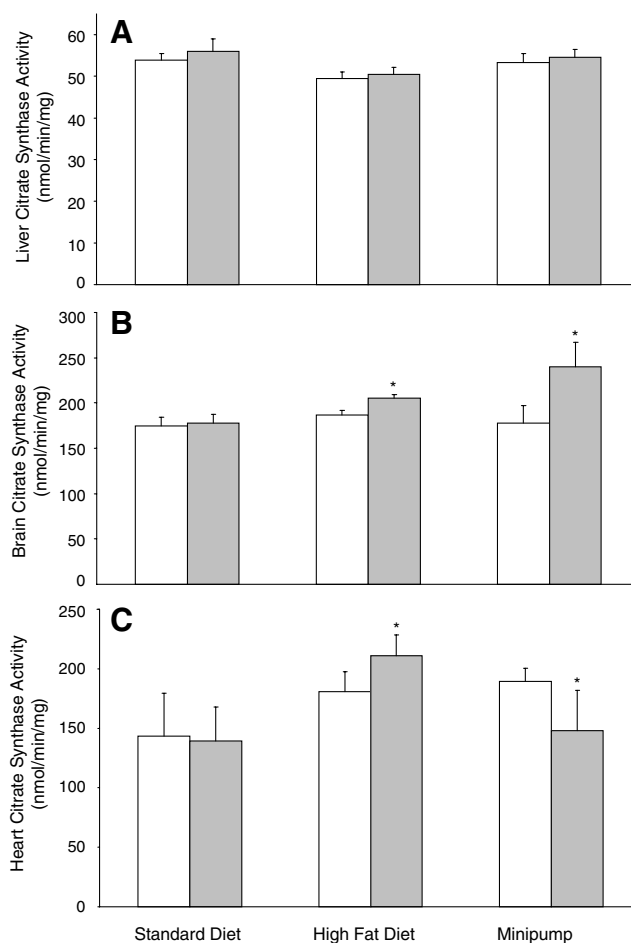 A
Liver Citrate Synthase Activity
(nmol/min/mg)
60
50
40
30
20
10
0
B
Brain Citrate Synthase Activity
(nmol/min/mg)
300
250
200
150
100
50
0
*
*
C
Heart Citrate Synthase Activity
(nmol/min/mg)
250
200
150
100
50
0
*
*
Standard Diet High Fat Diet Minipump